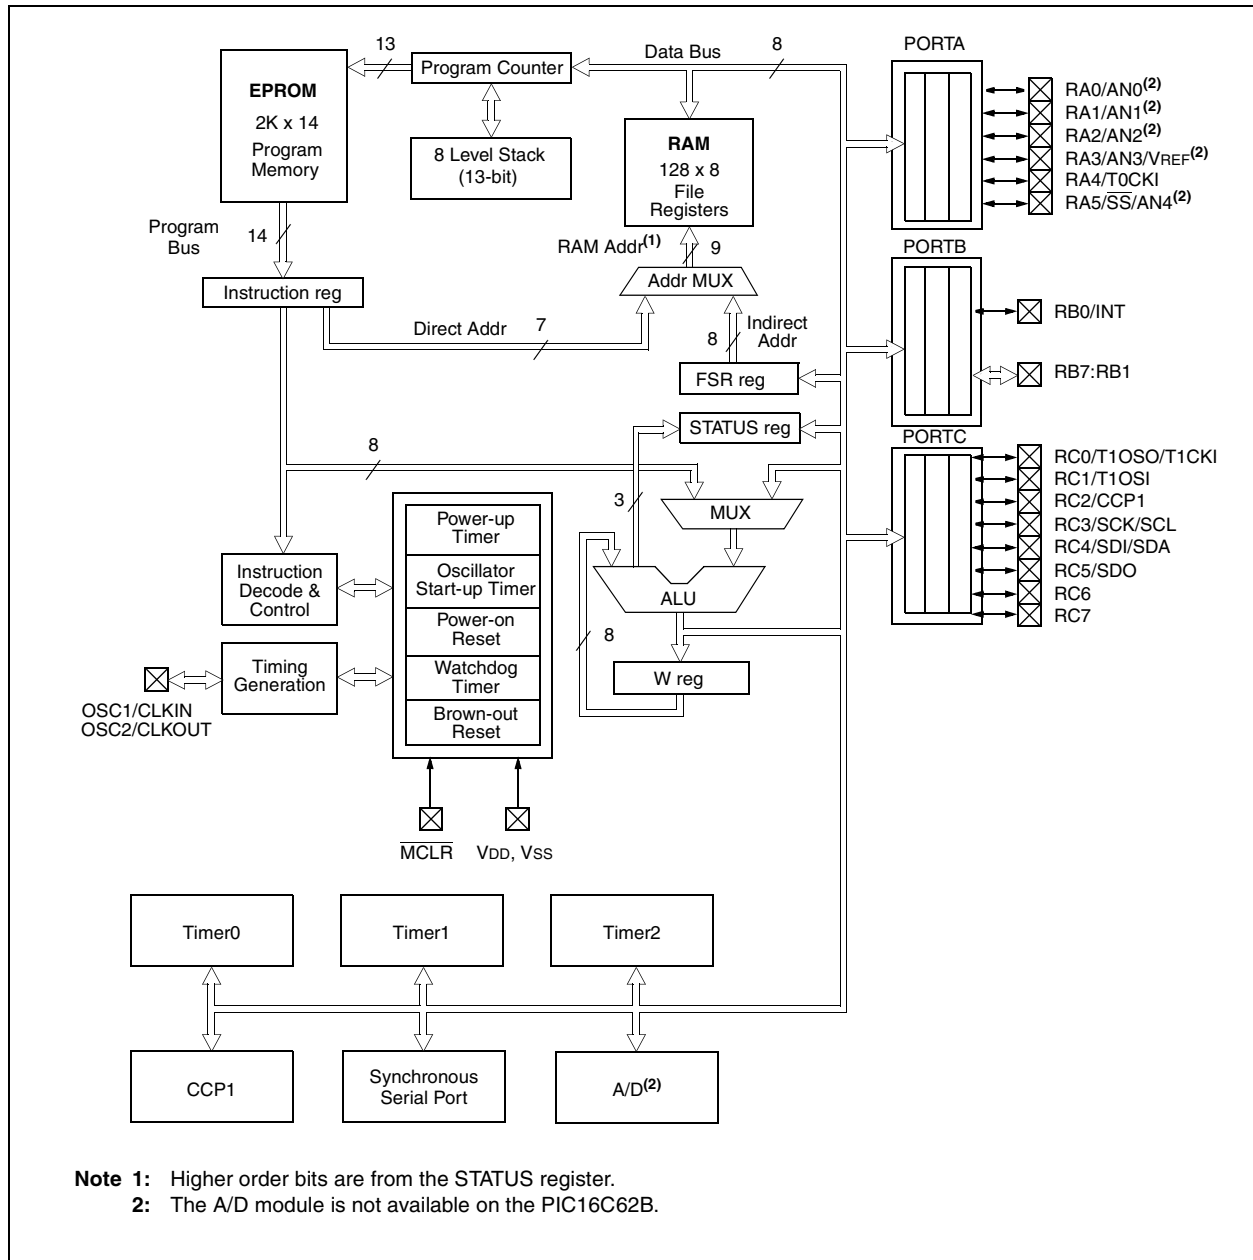 13
Data Bus
8
PORTA
EPROM
2K x 14
Program
Memory
Program Counter
8 Level Stack
(13-bit)
RAM
128 x 8
File
Registers
RA0/AN0(2)
RA1/AN1(2)
RA2/AN2(2)
RA3/AN3/VREF(2)
RA4/T0CKI
RA5/SS/AN4(2)
Program
Bus
14
RAM Addr(1)
9
PORTB
Instruction reg
Addr MUX
Direct Addr
7
8
Indirect
Addr
RB0/INT
FSR reg
RB7:RB1
STATUS reg
PORTC
8
3
MUX
RC0/T1OSO/T1CKI
RC1/T1OSI
RC2/CCP1
RC3/SCK/SCL
RC4/SDI/SDA
RC5/SDO
RC6
RC7
Power-up
Timer
Oscillator
Start-up Timer
Power-on
Reset
Watchdog
Timer
Brown-out
Reset
Instruction
Decode &
Control
ALU
8
W reg
Timing
Generation
OSC1/CLKIN
OSC2/CLKOUT
MCLR
VDD, VSS
Timer0
Timer1
Timer2
CCP1
Synchronous
Serial Port
A/D(2)
Note 1: Higher order bits are from the STATUS register.
2: The A/D module is not available on the PIC16C62B.